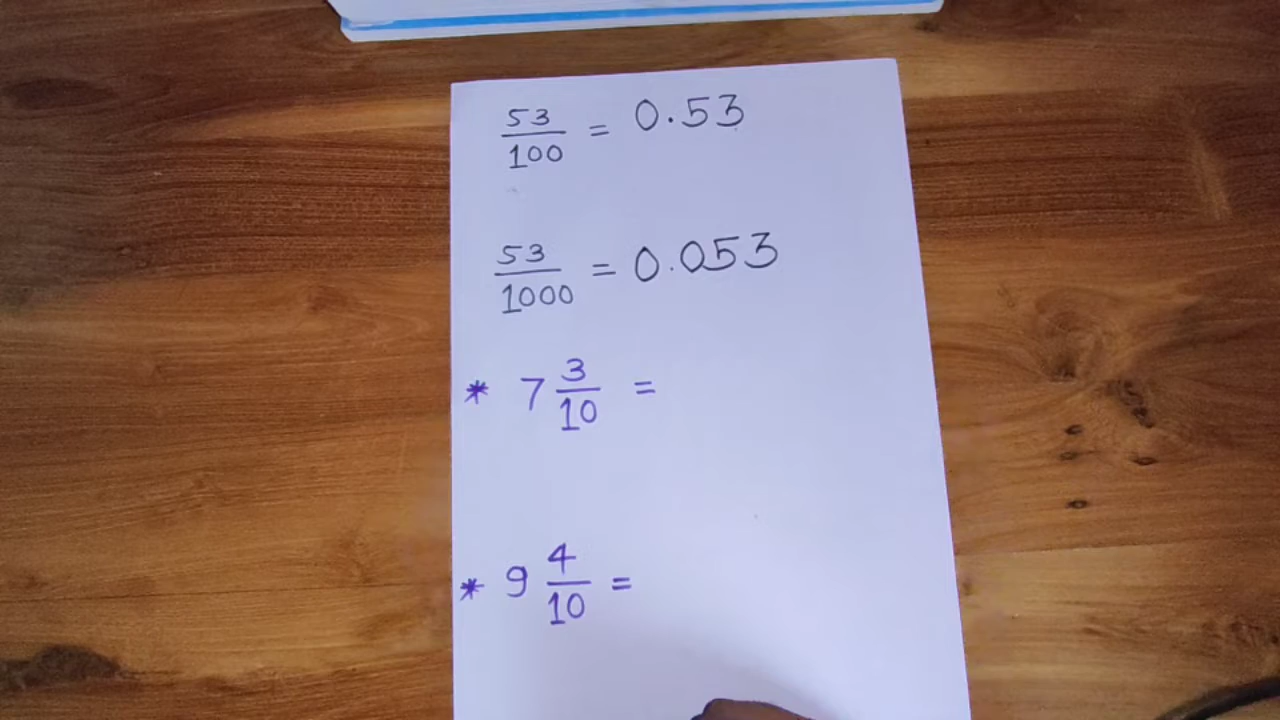 53/100 = 0.53
53/1000 = 0.053
* 7 3/10 =
* 9 4/10 =